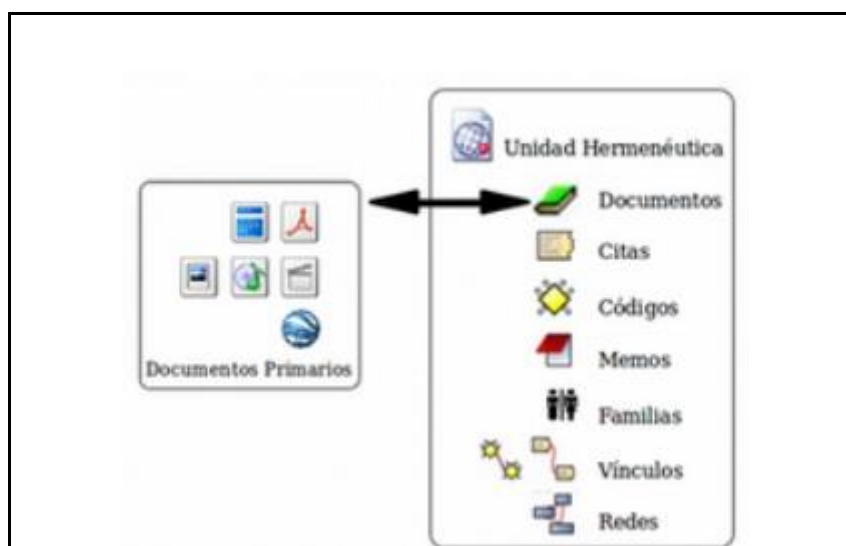 Unidad Hermenéutica
Documentos
Citas
Códigos
Memos
Familias
Vínculos
Redes
Documentos Primarios